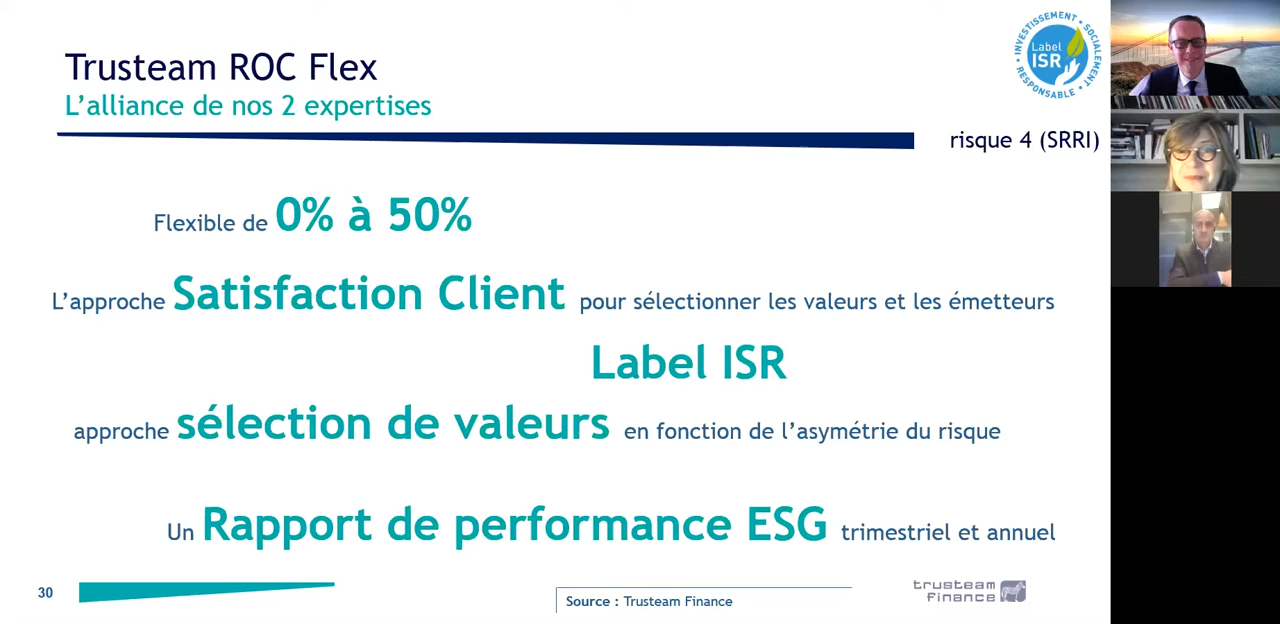 Trusteam ROC Flex
L'alliance de nos 2 expertises
INVESTISSEMENT • SOCIALEMENT • RESPONSABLE •
Label
ISR
risque 4 (SRRI)
Flexible de 0% à 50%
L'approche Satisfaction Client pour sélectionner les valeurs et les émetteurs
Label ISR
approche sélection de valeurs en fonction de l'asymétrie du risque
Un Rapport de performance ESG trimestriel et annuel
30
Source : Trusteam Finance
trusteam
finance